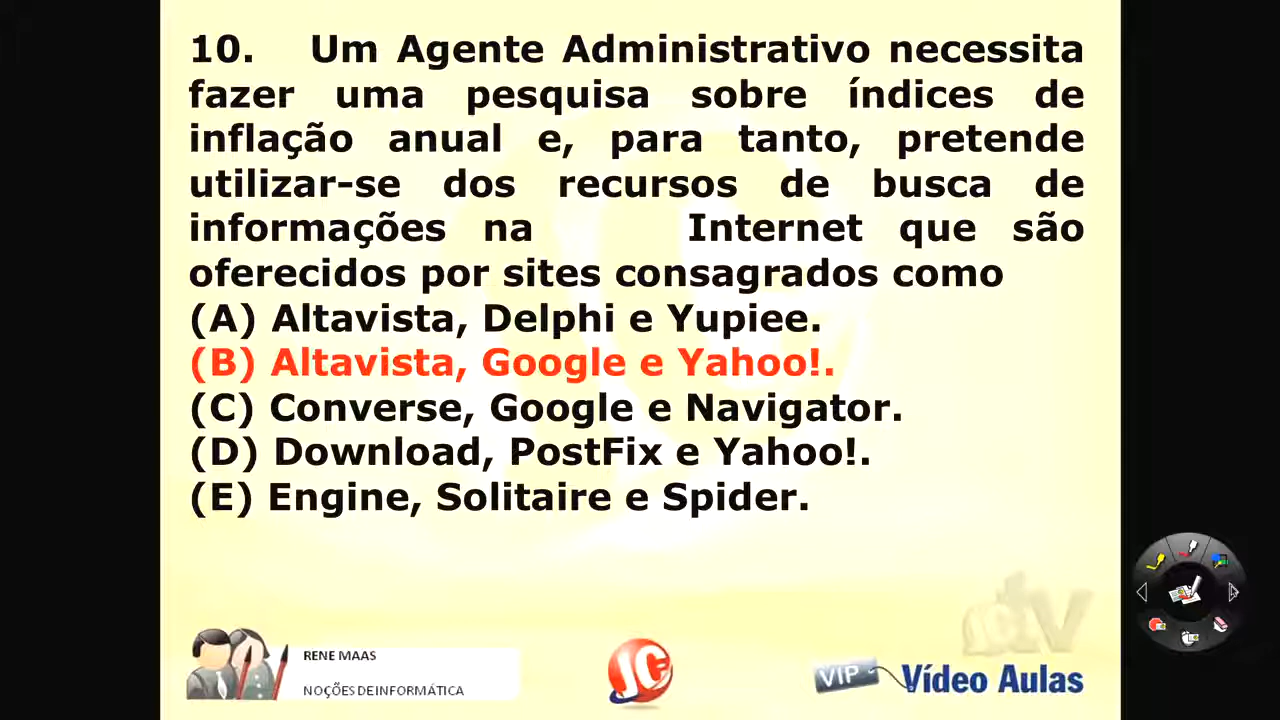 10. Um Agente Administrativo necessita
fazer uma pesquisa sobre índices de
inflação anual e, para tanto, pretende
utilizar-se dos recursos de busca de
informações na Internet que são
oferecidos por sites consagrados como
(A) Altavista, Delphi e Yupiee.
(B) Altavista, Google e Yahoo!.
(C) Converse, Google e Navigator.
(D) Download, PostFix e Yahoo!.
(E) Engine, Solitaire e Spider.
RENE MAAS
NOÇÕES DE INFORMÁTICA
JC
VIP Vídeo Aulas
jctv